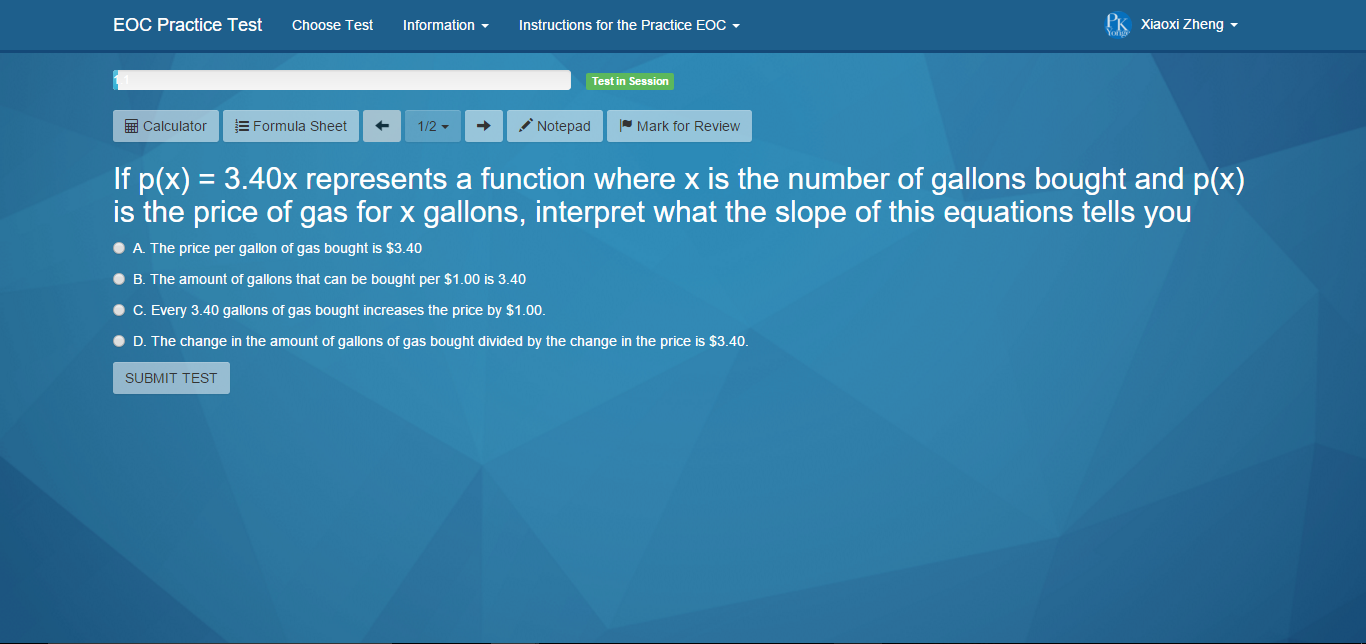 EOC Practice Test Choose Test Information Instructions for the Practice EOC Xiaoxi Zheng
Test in Session
Calculator Formula Sheet 1/2 Notepad Mark for Review
If p(x) = 3.40x represents a function where x is the number of gallons bought and p(x)
is the price of gas for x gallons, interpret what the slope of this equations tells you
A. The price per gallon of gas bought is $3.40
B. The amount of gallons that can be bought per $1.00 is 3.40
C. Every 3.40 gallons of gas bought increases the price by $1.00.
D. The change in the amount of gallons of gas bought divided by the change in the price is $3.40.
SUBMIT TEST